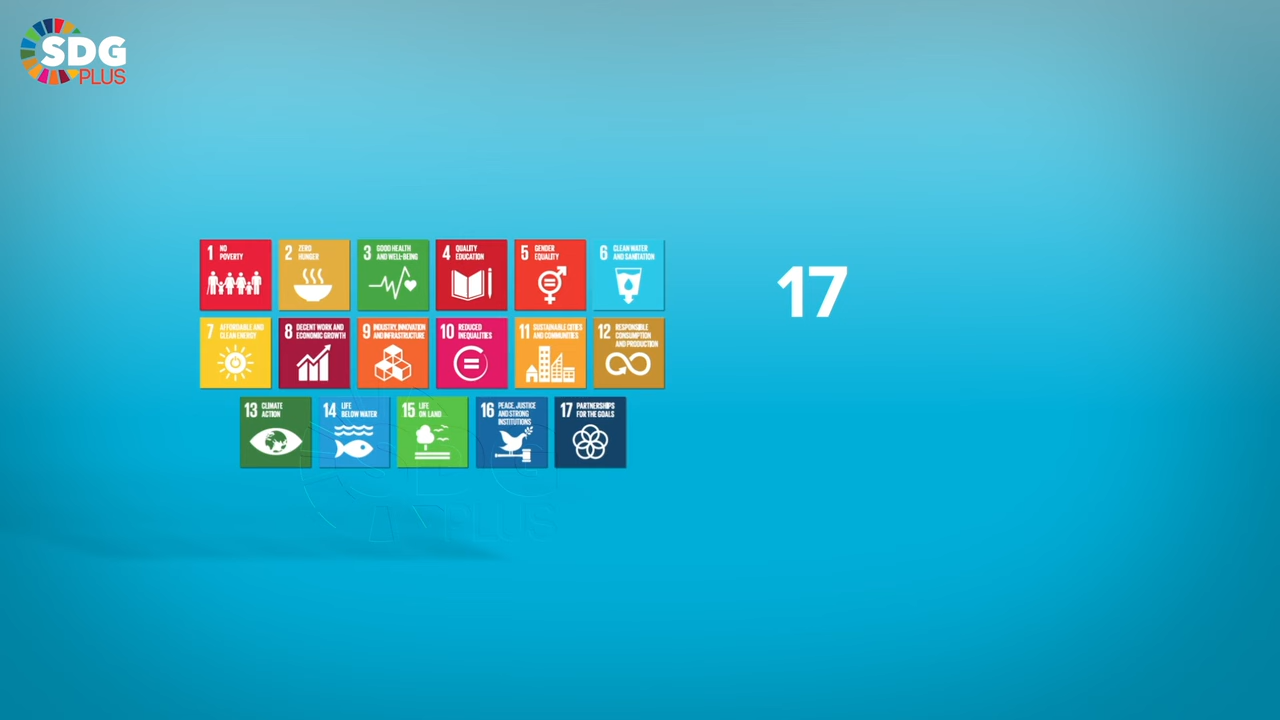 SDG
PLUS
1 NO
POVERTY
2 ZERO
HUNGER
3 GOOD HEALTH
AND WELL-BEING
4 QUALITY
EDUCATION
5 GENDER
EQUALITY
6 CLEAN WATER
AND SANITATION
17
7 AFFORDABLE AND
CLEAN ENERGY
8 DECENT WORK AND
ECONOMIC GROWTH
9 INDUSTRY, INNOVATION
AND INFRASTRUCTURE
10 REDUCED
INEQUALITIES
11 SUSTAINABLE CITIES
AND COMMUNITIES
12 RESPONSIBLE
CONSUMPTION
AND PRODUCTION
13 CLIMATE
ACTION
14 LIFE
BELOW WATER
15 LIFE
ON LAND
16 PEACE, JUSTICE
AND STRONG
INSTITUTIONS
17 PARTNERSHIPS
FOR THE GOALS
SDG
PLUS